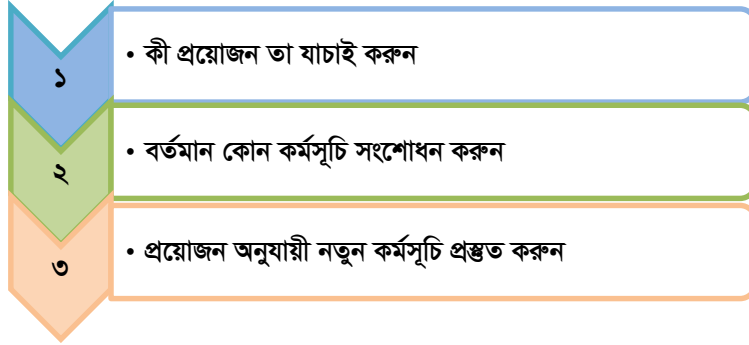 ১
• কী প্রয়োজন তা যাচাই করুন
২
• বর্তমান কোন কর্মসূচি সংশোধন করুন
৩
• প্রয়োজন অনুযায়ী নতুন কর্মসূচি প্রস্তুত করুন